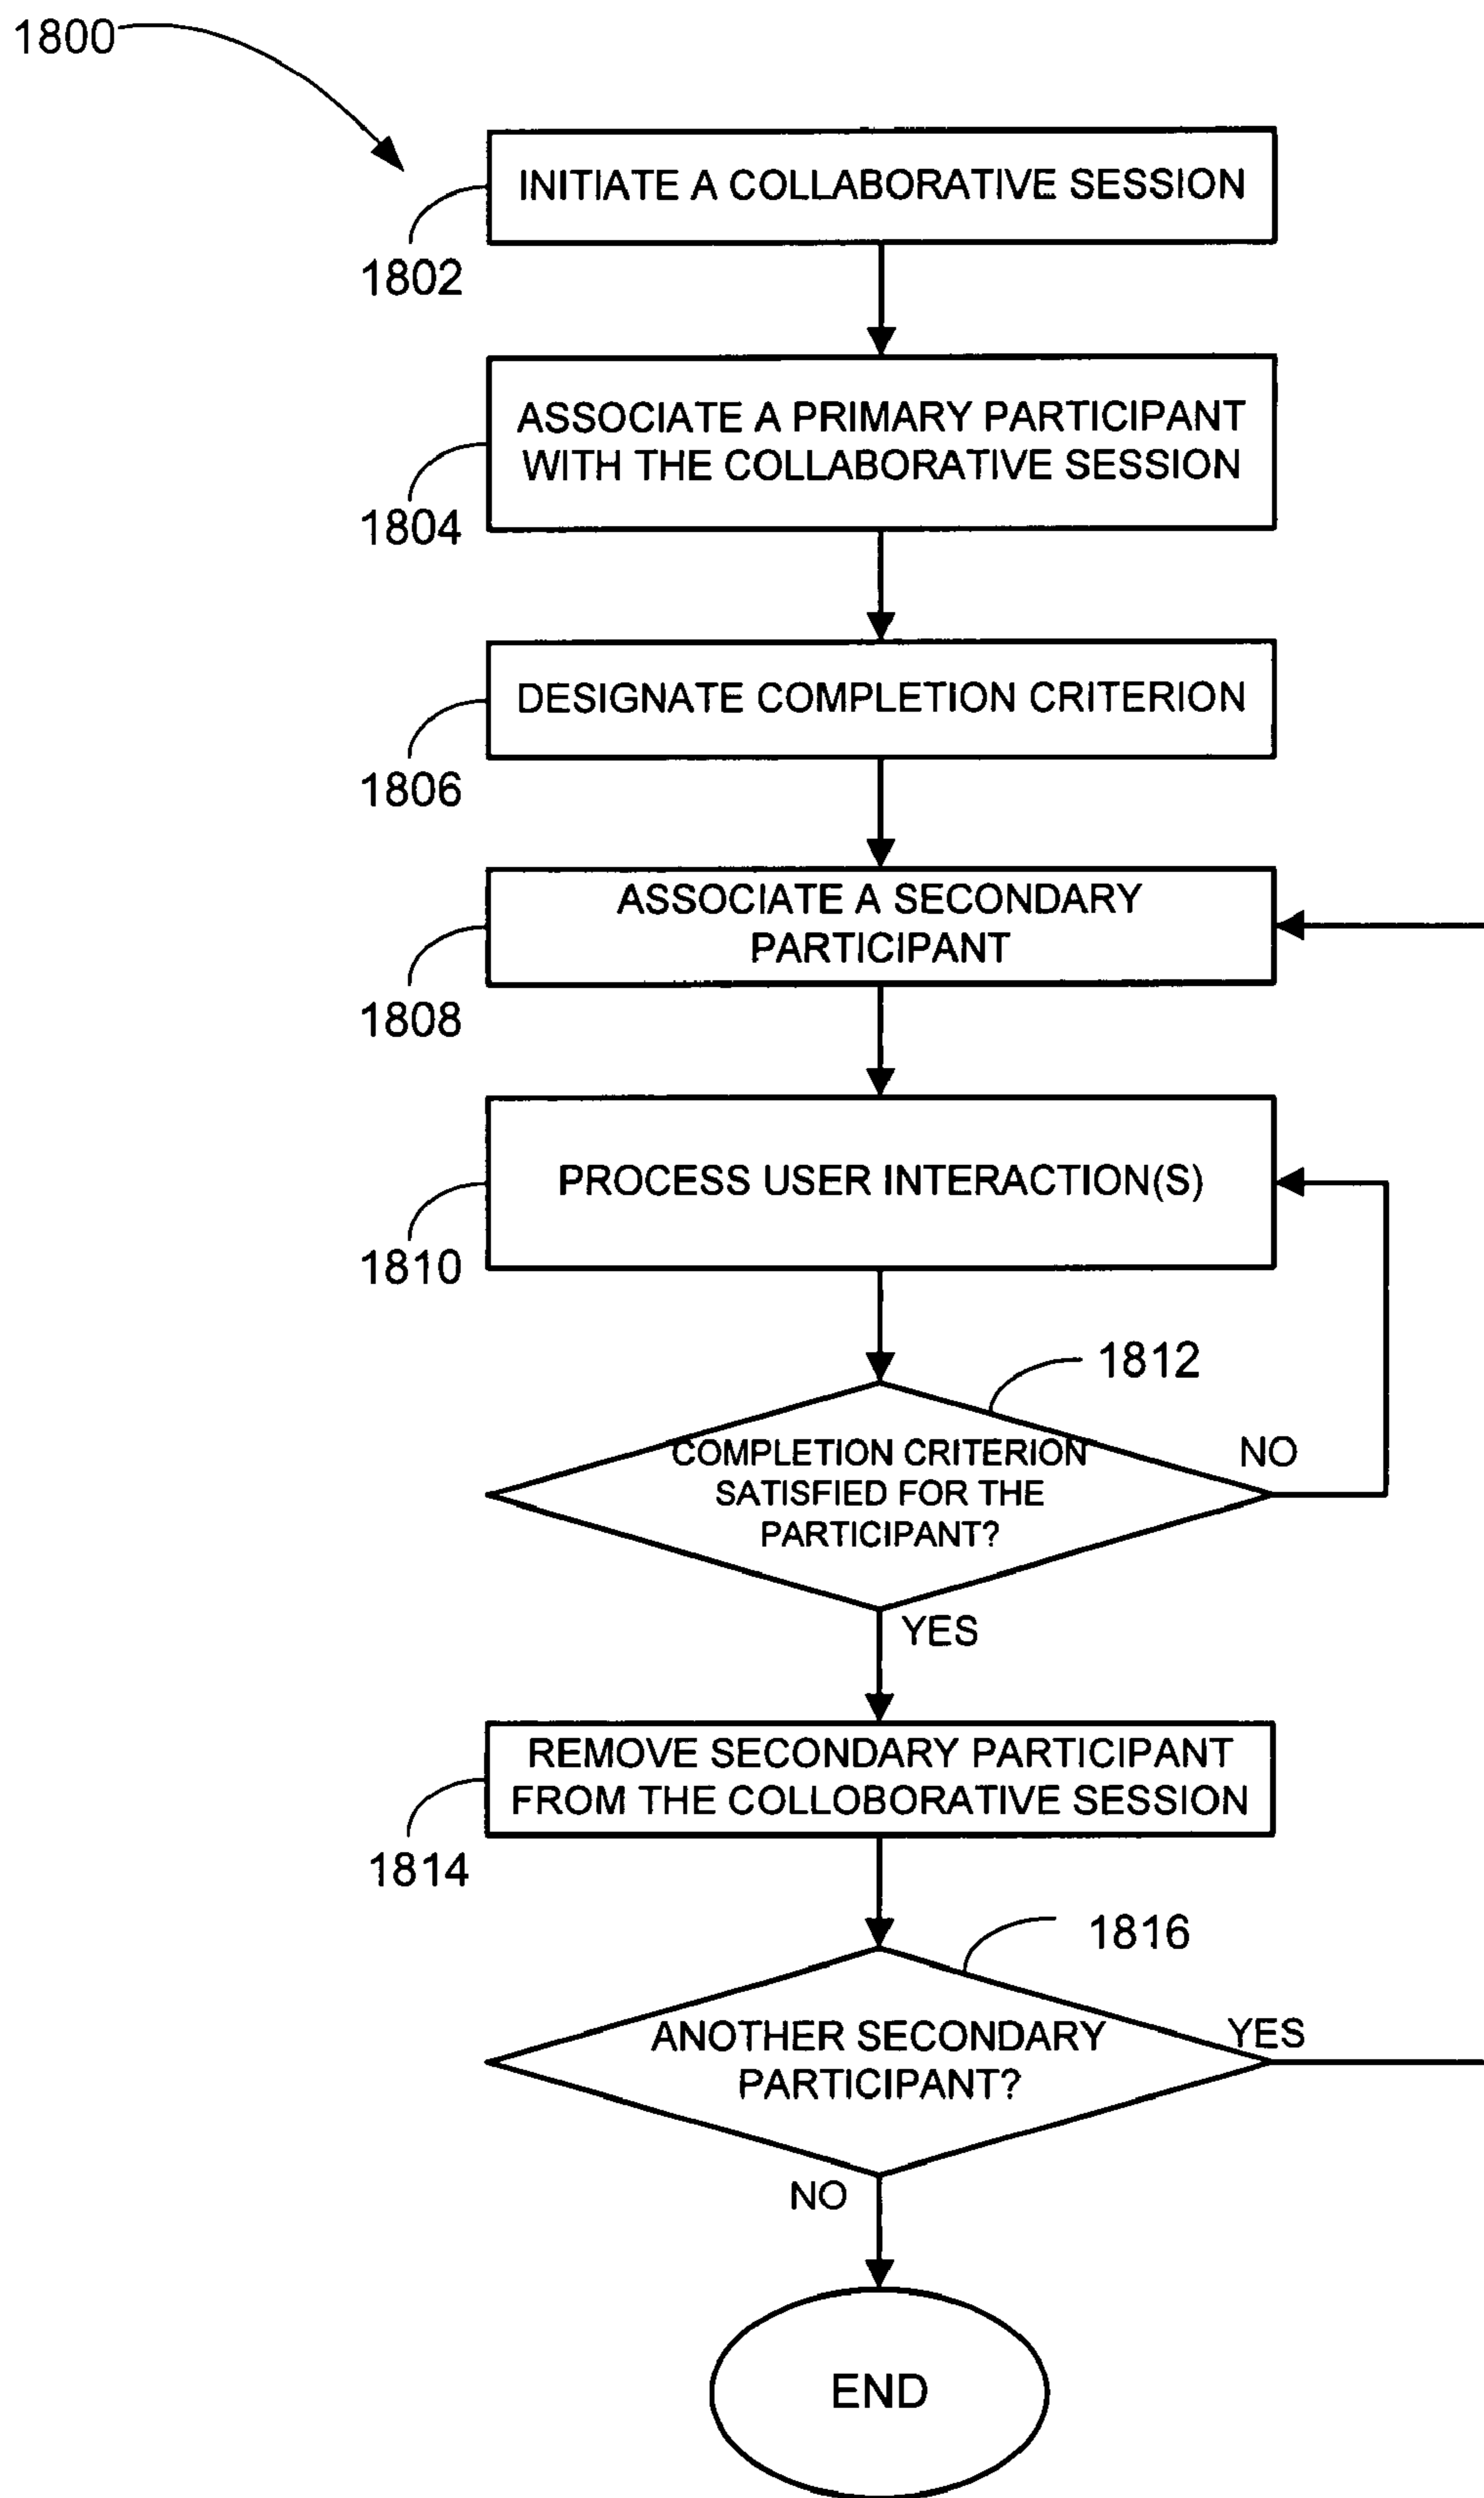 1800
INITIATE A COLLABORATIVE SESSION
1802
ASSOCIATE A PRIMARY PARTICIPANT
WITH THE COLLABORATIVE SESSION
1804
DESIGNATE COMPLETION CRITERION
1806
ASSOCIATE A SECONDARY
PARTICIPANT
1808
PROCESS USER INTERACTION(S)
1810
1812
COMPLETION CRITERION
SATISFIED FOR THE
PARTICIPANT?
NO
YES
REMOVE SECONDARY PARTICIPANT
FROM THE COLLOBORATIVE SESSION
1814
1816
ANOTHER SECONDARY
PARTICIPANT?
YES
NO
END